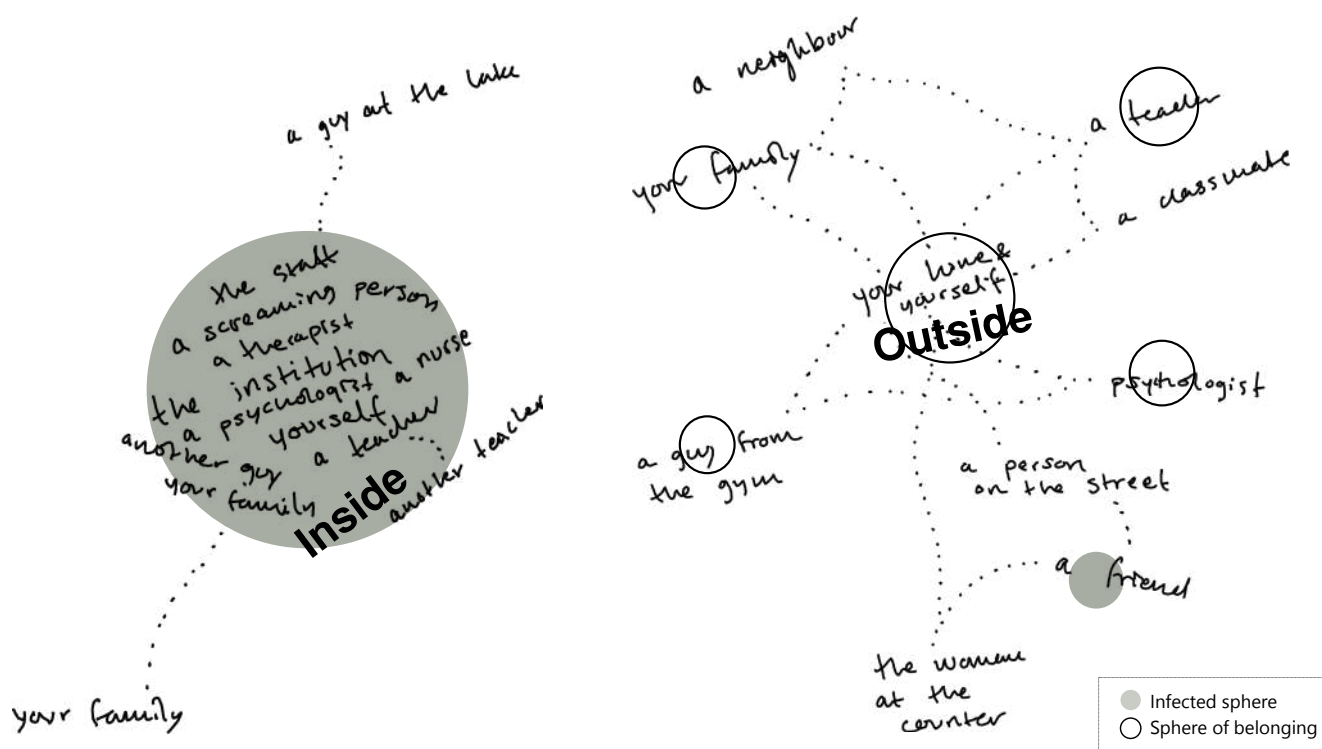 a guy at the lake
the staff
a screaming person
a therapist
the institution
a nurse
a psychologist
yourself
another guy
a teacher
another teacher
your family
Inside
your family
a neighbour
a teacher
your family
a classmate
your home &
yourself
Outside
psychologist
a guy from
the gym
a person
on the street
a friend
the woman
at the
counter
Infected sphere
Sphere of belonging